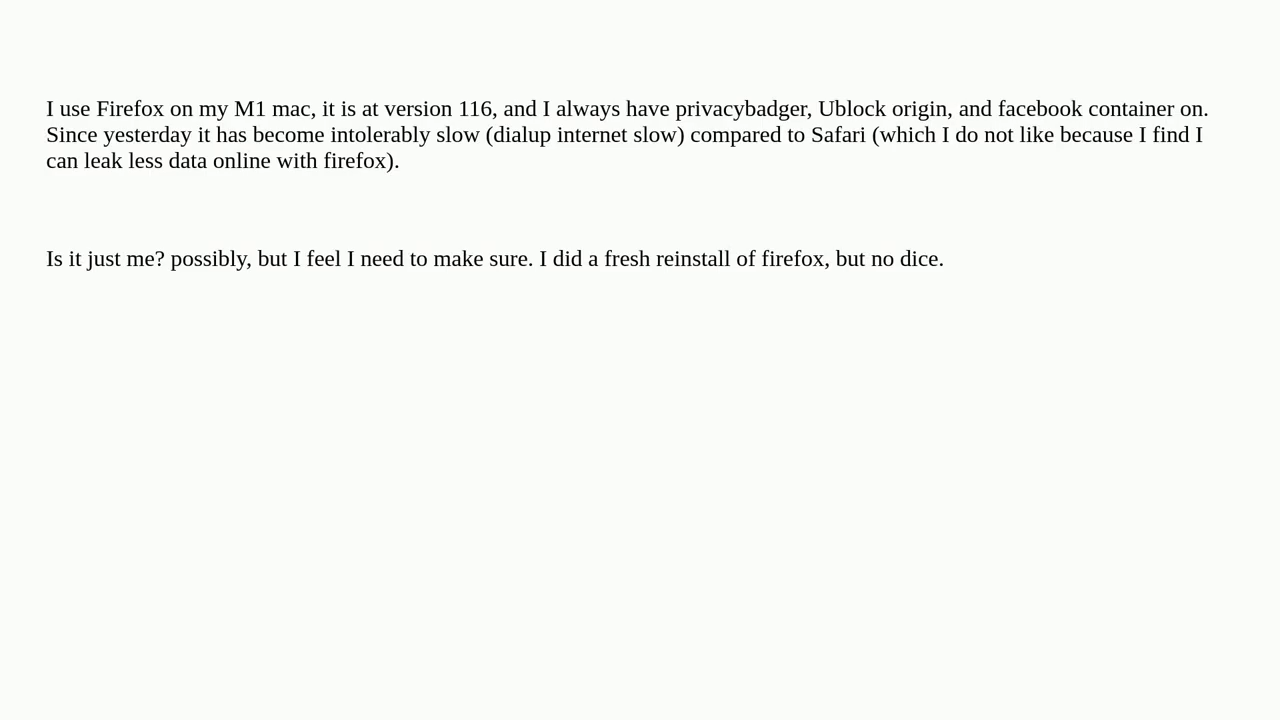 I use Firefox on my M1 mac, it is at version 116, and I always have privacybadger, Ublock origin, and facebook container on.
Since yesterday it has become intolerably slow (dialup internet slow) compared to Safari (which I do not like because I find I
can leak less data online with firefox).
Is it just me? possibly, but I feel I need to make sure. I did a fresh reinstall of firefox, but no dice.